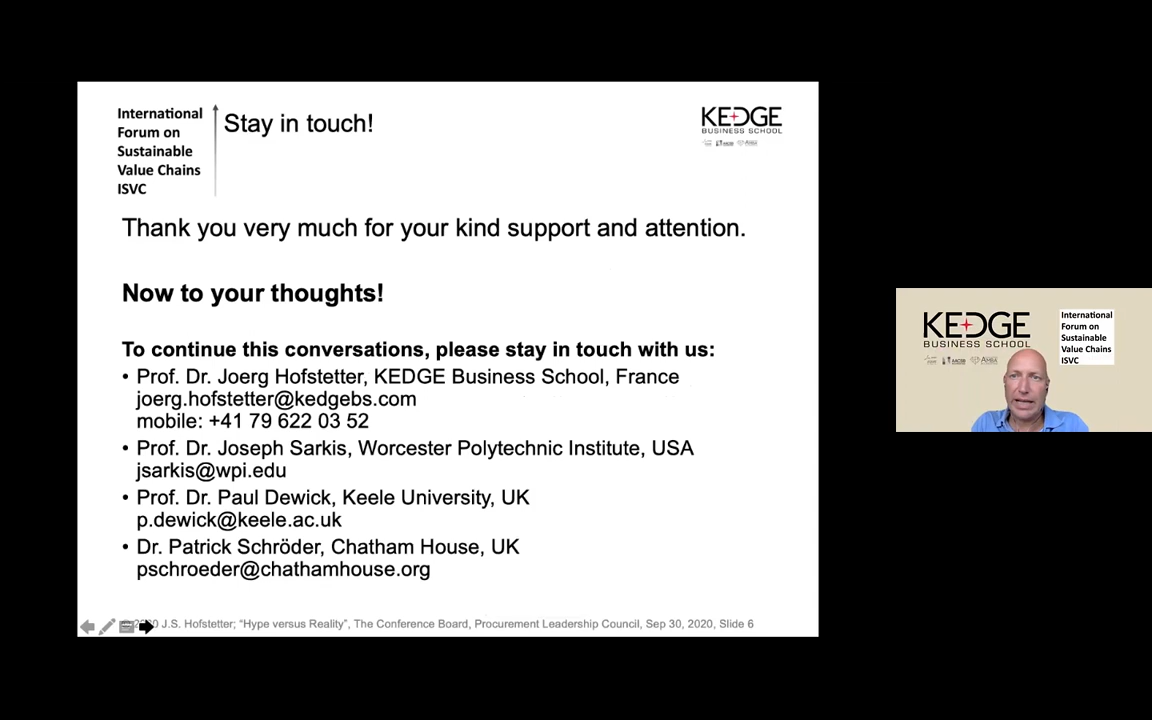 International
Forum on
Sustainable
Value Chains
ISVC
Stay in touch!
KEDGE
BUSINESS SCHOOL
Thank you very much for your kind support and attention.
Now to your thoughts!
To continue this conversations, please stay in touch with us:
• Prof. Dr. Joerg Hofstetter, KEDGE Business School, France
joerg.hofstetter@kedgebs.com
mobile: +41 79 622 03 52
• Prof. Dr. Joseph Sarkis, Worcester Polytechnic Institute, USA
jsarkis@wpi.edu
• Prof. Dr. Paul Dewick, Keele University, UK
p.dewick@keele.ac.uk
• Dr. Patrick Schröder, Chatham House, UK
pschroeder@chathamhouse.org
J.S. Hofstetter; “Hype versus Reality”, The Conference Board, Procurement Leadership Council, Sep 30, 2020, Slide 6
KEDGE
BUSINESS SCHOOL
International
Forum on
Sustainable
Value Chains
ISVC